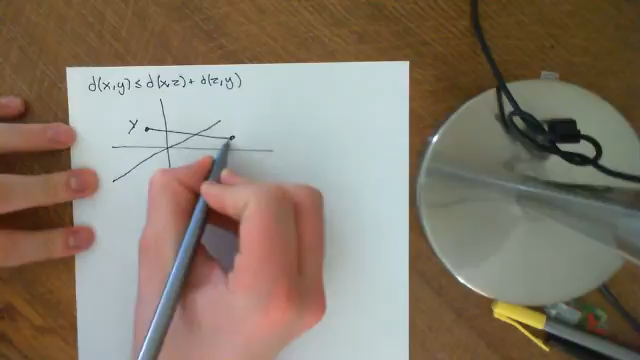 d(x,y) ≤ d(x,z) + d(z,y)
y